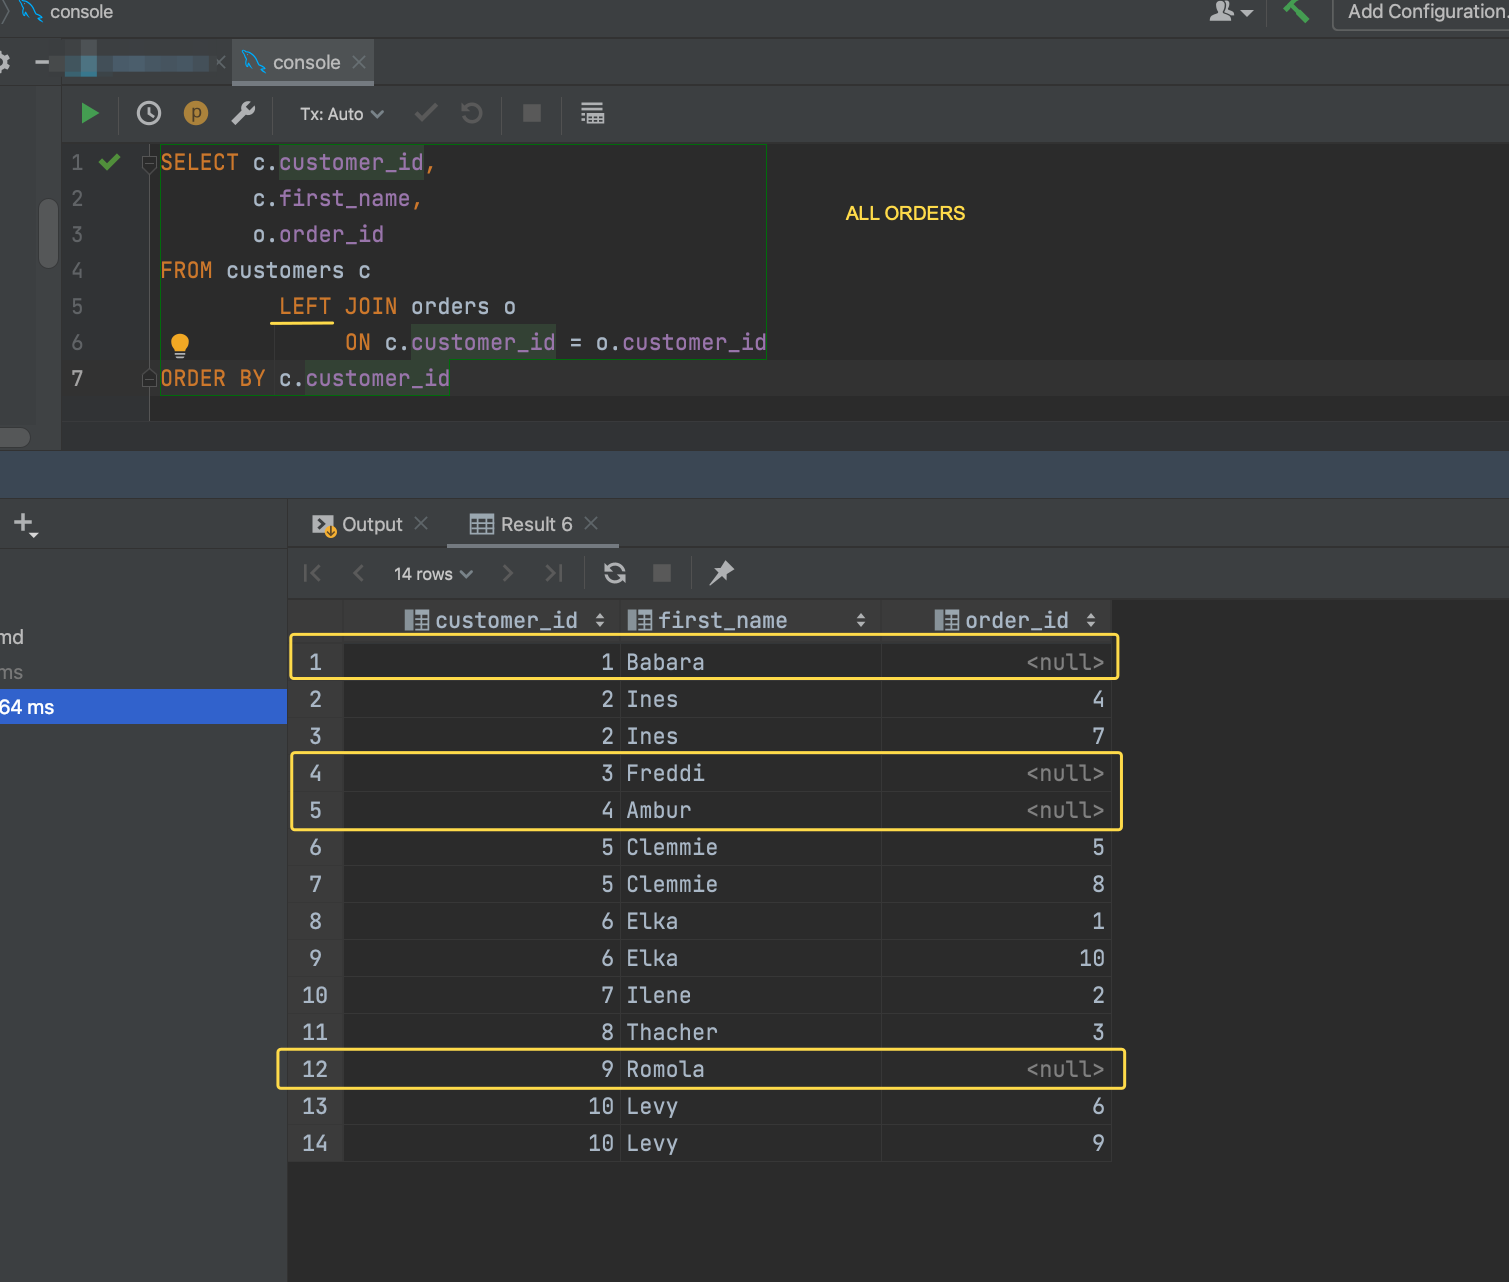 console
Add Configuration.
console
p
Tx: Auto
1 SELECT c.customer_id,
2 c.first_name,
3 o.order_id
4 FROM customers c
5 LEFT JOIN orders o
6 ON c.customer_id = o.customer_id
7 ORDER BY c.customer_id
ALL ORDERS
Output
Result 6
14 rows
customer_id first_name order_id
md
ms
64 ms
1 1 Babara <null>
2 2 Ines 4
3 2 Ines 7
4 3 Freddi <null>
5 4 Ambur <null>
6 5 Clemmie 5
7 5 Clemmie 8
8 6 Elka 1
9 6 Elka 10
10 7 Ilene 2
11 8 Thacher 3
12 9 Romola <null>
13 10 Levy 6
14 10 Levy 9